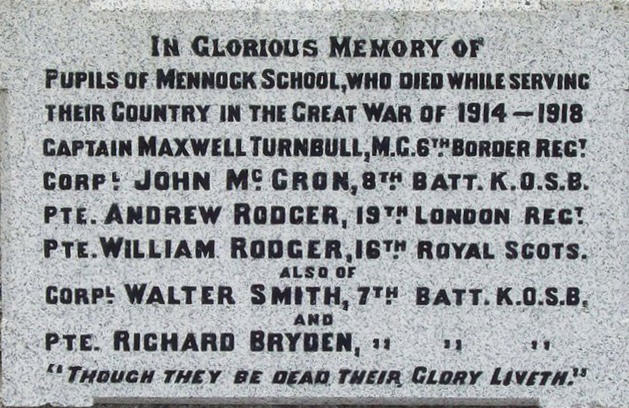 IN GLORIOUS MEMORY OF
PUPILS OF MENNOCK SCHOOL, WHO DIED WHILE SERVING
THEIR COUNTRY IN THE GREAT WAR OF 1914 — 1918
CAPTAIN MAXWELL TURNBULL, M.C. 6TH BORDER REGT.
CORPL. JOHN MC CRON, 8TH. BATT. K.O.S.B.
PTE. ANDREW RODGER, 19TH LONDON REGT.
PTE. WILLIAM RODGER, 16TH. ROYAL SCOTS.
ALSO OF
CORPL. WALTER SMITH, 7TH. BATT. K.O.S.B.
AND
PTE. RICHARD BRYDEN, " " "
"THOUGH THEY BE DEAD THEIR GLORY LIVETH."